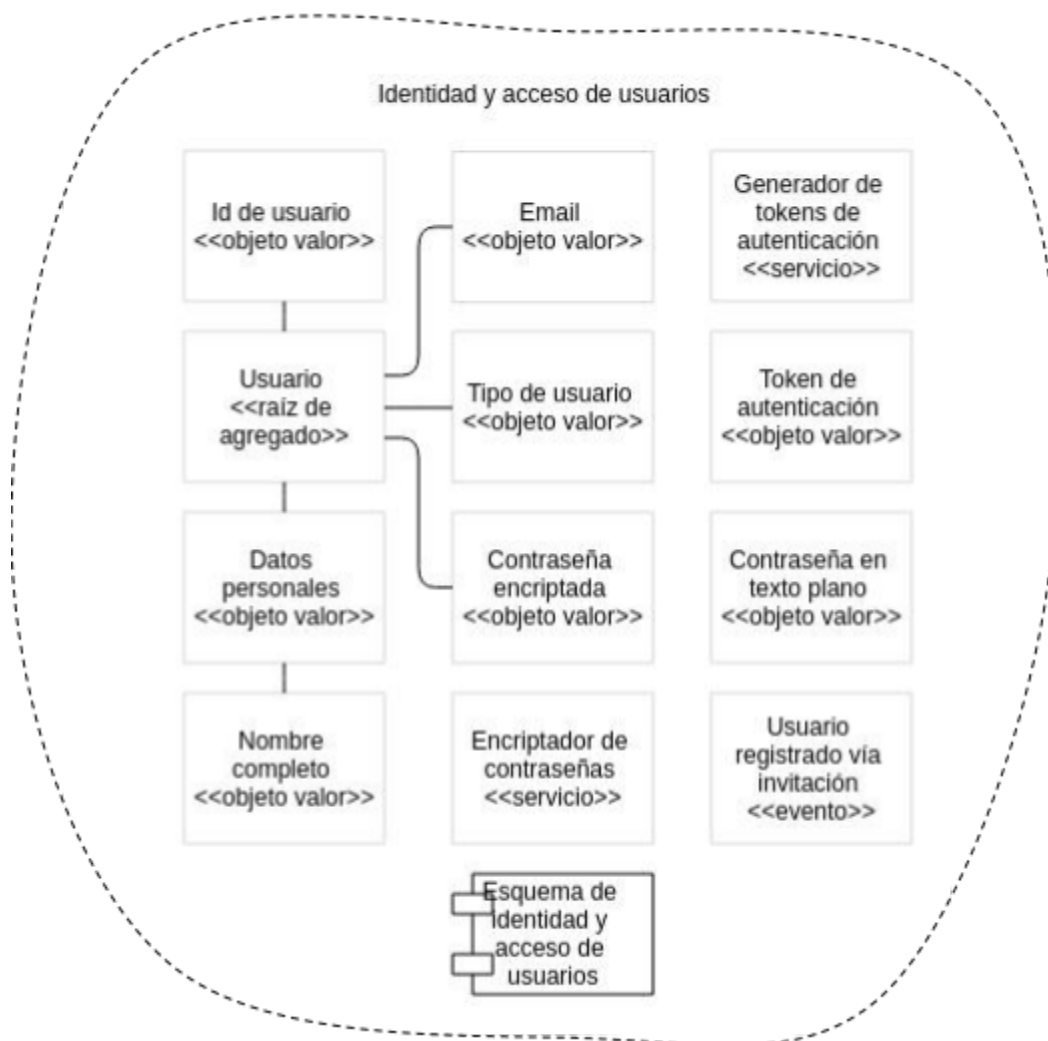 Identidad y acceso de usuarios
Id de usuario
<<objeto valor>>
Email
<<objeto valor>>
Generador de
tokens de
autenticación
<<servicio>>
Usuario
<<raíz de
agregado>>
Tipo de usuario
<<objeto valor>>
Token de
autenticación
<<objeto valor>>
Datos
personales
<<objeto valor>>
Contraseña
encriptada
<<objeto valor>>
Contraseña en
texto plano
<<objeto valor>>
Nombre
completo
<<objeto valor>>
Encriptador de
contraseñas
<<servicio>>
Usuario
registrado vía
invitación
<<evento>>
Esquema de
identidad y
acceso de
usuarios